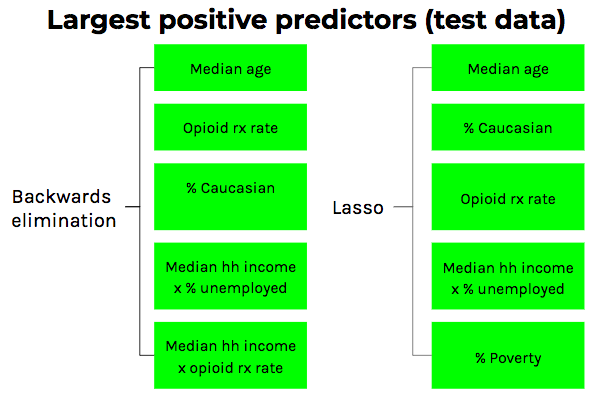 Largest positive predictors (test data)
Backwards
elimination
Median age
Opioid rx rate
% Caucasian
Median hh income
x % unemployed
Median hh income
x opioid rx rate
Lasso
Median age
% Caucasian
Opioid rx rate
Median hh income
x % unemployed
% Poverty